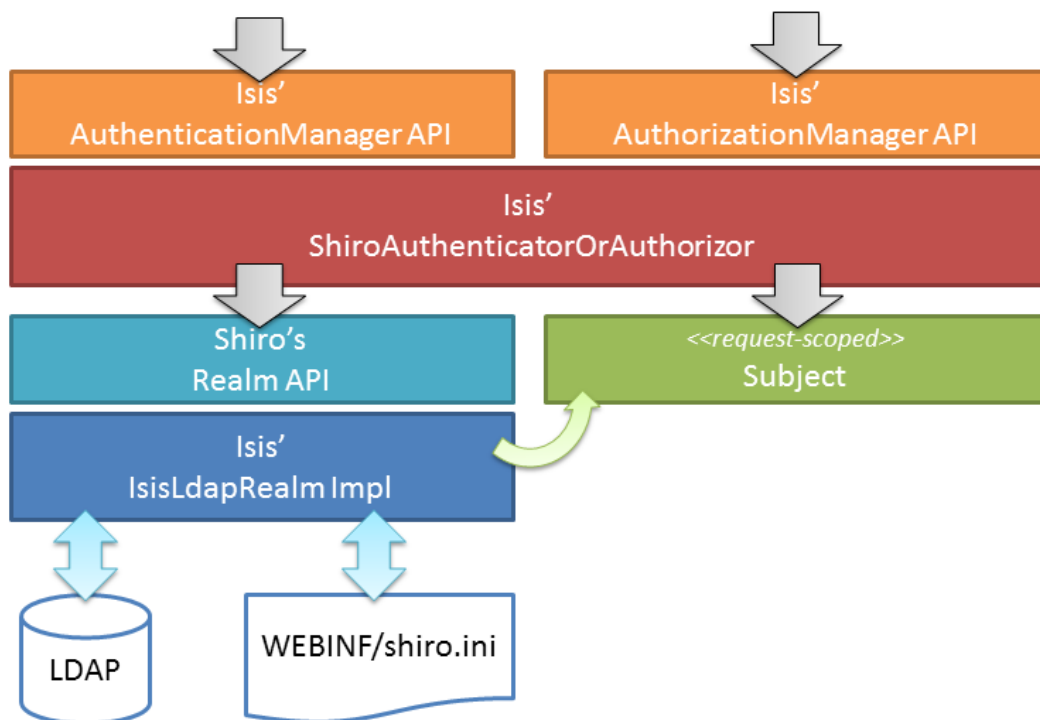 Isis’
AuthenticationManager API
Isis’
AuthorizationManager API
Isis’
ShiroAuthenticatorOrAuthorizor
Shiro’s
Realm API
<<request-scoped>>
Subject
Isis’
IsisLdapRealm Impl
LDAP
WEBINF/shiro.ini